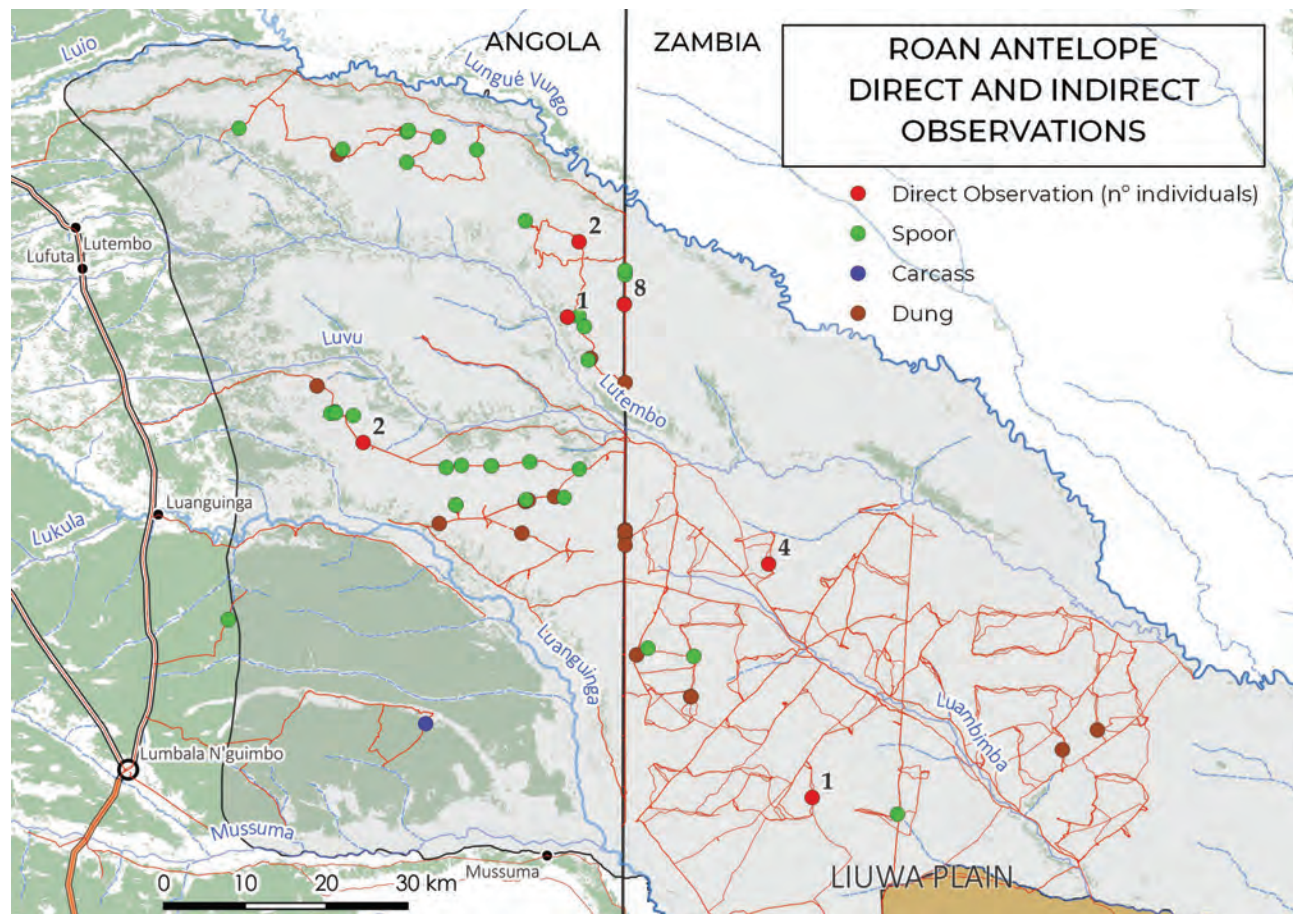 ANGOLA
ZAMBIA
ROAN ANTELOPE
DIRECT AND INDIRECT
OBSERVATIONS
Direct Observation (nº individuals)
Spoor
Carcass
Dung
Luio
Lungué Vungo
Lutembo
Lufuta
2
8
1
Luvu
Lutembo
2
Luanguinga
Lukula
4
Luanguinga
Luambimba
Lumbala N'guimbo
1
Mussuma
Mussuma
LIUWA PLAIN
0 10 20 30 km